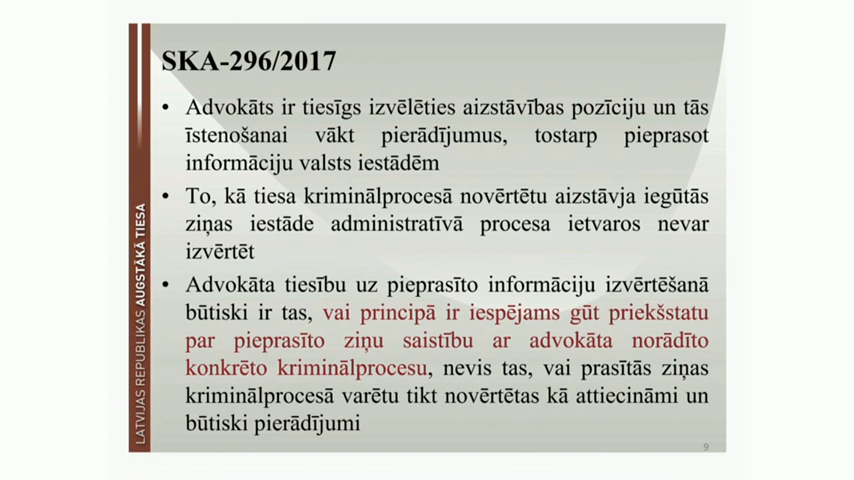 SKA-296/2017
• Advokāts ir tiesīgs izvēlēties aizstāvības pozīciju un tās
īstenošanai vākt pierādījumus, tostarp pieprasot
informāciju valsts iestādēm
• To, kā tiesa kriminālprocesā novērtētu aizstāvja iegūtās
ziņas iestāde administratīvā procesa ietvaros nevar
izvērtēt
• Advokāta tiesību uz pieprasīto informāciju izvērtēšanā
būtiski ir tas, vai principā ir iespējams gūt priekšstatu
par pieprasīto ziņu saistību ar advokāta norādīto
konkrēto kriminālprocesu, nevis tas, vai prasītās ziņas
kriminālprocesā varētu tikt novērtētas kā attiecināmi un
būtiski pierādījumi
LATVIJAS REPUBLIKAS AUGSTĀKĀ TIESA
9